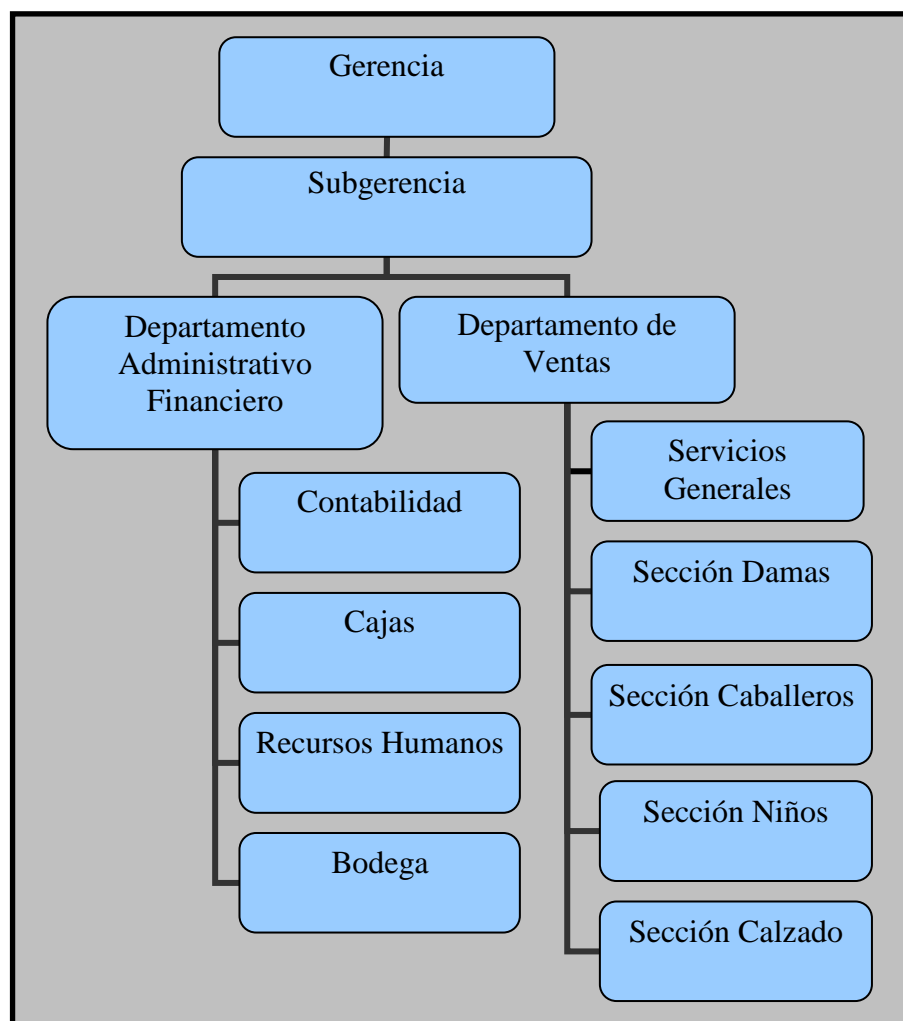 Gerencia
Subgerencia
Departamento
Administrativo
Financiero
Contabilidad
Cajas
Recursos Humanos
Bodega
Departamento de
Ventas
Servicios
Generales
Sección Damas
Sección Caballeros
Sección Niños
Sección Calzado